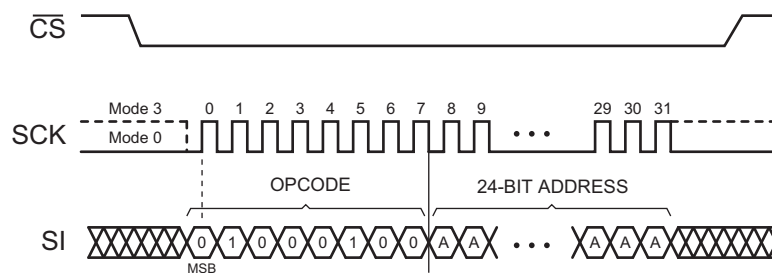 CS
Mode 3 0 1 2 3 4 5 6 7 8 9 29 30 31
SCK Mode 0 • • •
OPCODE 24-BIT ADDRESS
SI 0 1 0 0 0 1 0 0 A A • • • A A A
MSB